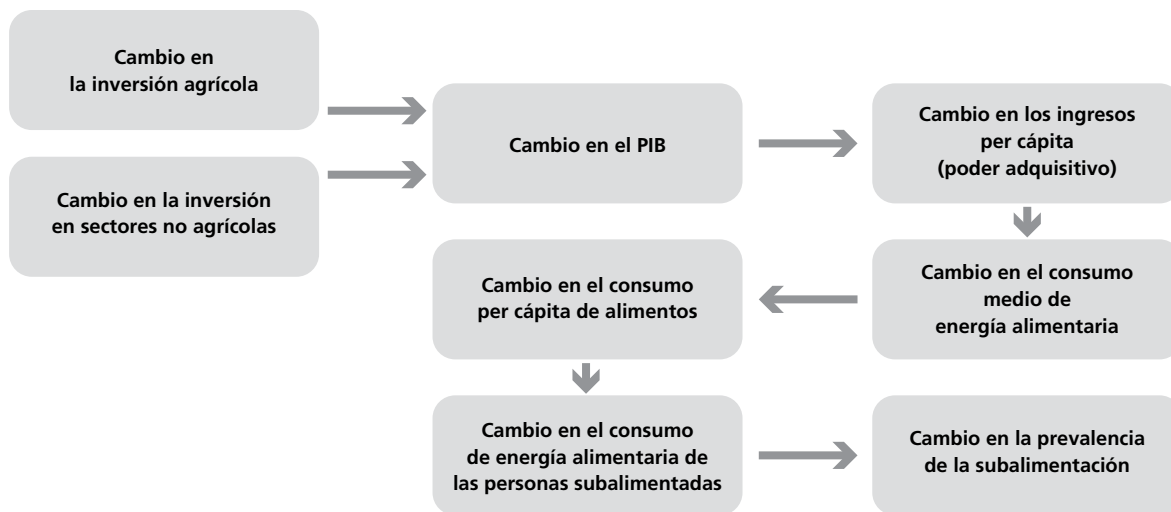 Cambio en
la inversión agrícola
Cambio en la inversión
en sectores no agrícolas
Cambio en el PIB
Cambio en los ingresos
per cápita
(poder adquisitivo)
Cambio en el consumo
medio de
energía alimentaria
Cambio en el consumo
per cápita de alimentos
Cambio en el consumo
de energía alimentaria de
las personas subalimentadas
Cambio en la prevalencia
de la subalimentación